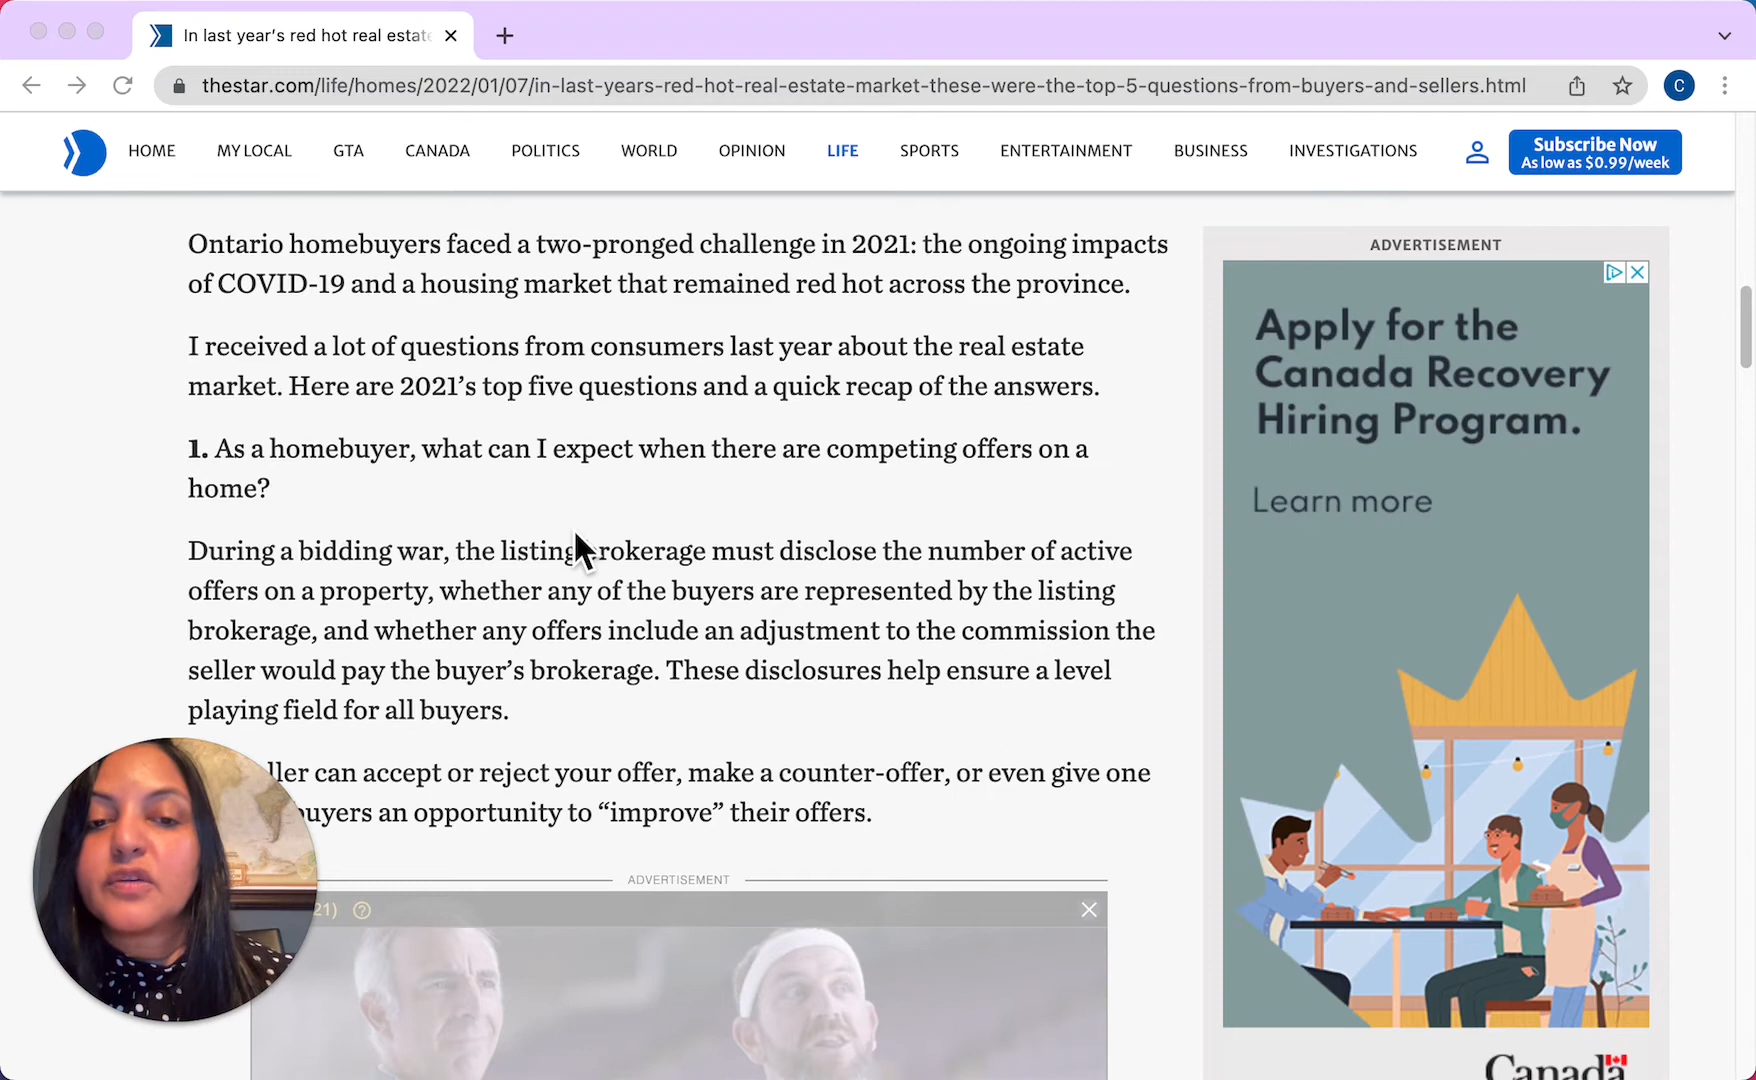 In last year's red hot real estate
thestar.com/life/homes/2022/01/07/in-last-years-red-hot-real-estate-market-these-were-the-top-5-questions-from-buyers-and-sellers.html
C
HOME MY LOCAL GTA CANADA POLITICS WORLD OPINION LIFE SPORTS ENTERTAINMENT BUSINESS INVESTIGATIONS
Subscribe Now
As low as $0.99/week
Ontario homebuyers faced a two-pronged challenge in 2021: the ongoing impacts
of COVID-19 and a housing market that remained red hot across the province.
I received a lot of questions from consumers last year about the real estate
market. Here are 2021's top five questions and a quick recap of the answers.
1. As a homebuyer, what can I expect when there are competing offers on a
home?
During a bidding war, the listing brokerage must disclose the number of active
offers on a property, whether any of the buyers are represented by the listing
brokerage, and whether any offers include an adjustment to the commission the
seller would pay the buyer's brokerage. These disclosures help ensure a level
playing field for all buyers.
ller can accept or reject your offer, make a counter-offer, or even give one
buyers an opportunity to “improve” their offers.
ADVERTISEMENT
21)
ADVERTISEMENT
Apply for the
Canada Recovery
Hiring Program.
Learn more
Canada